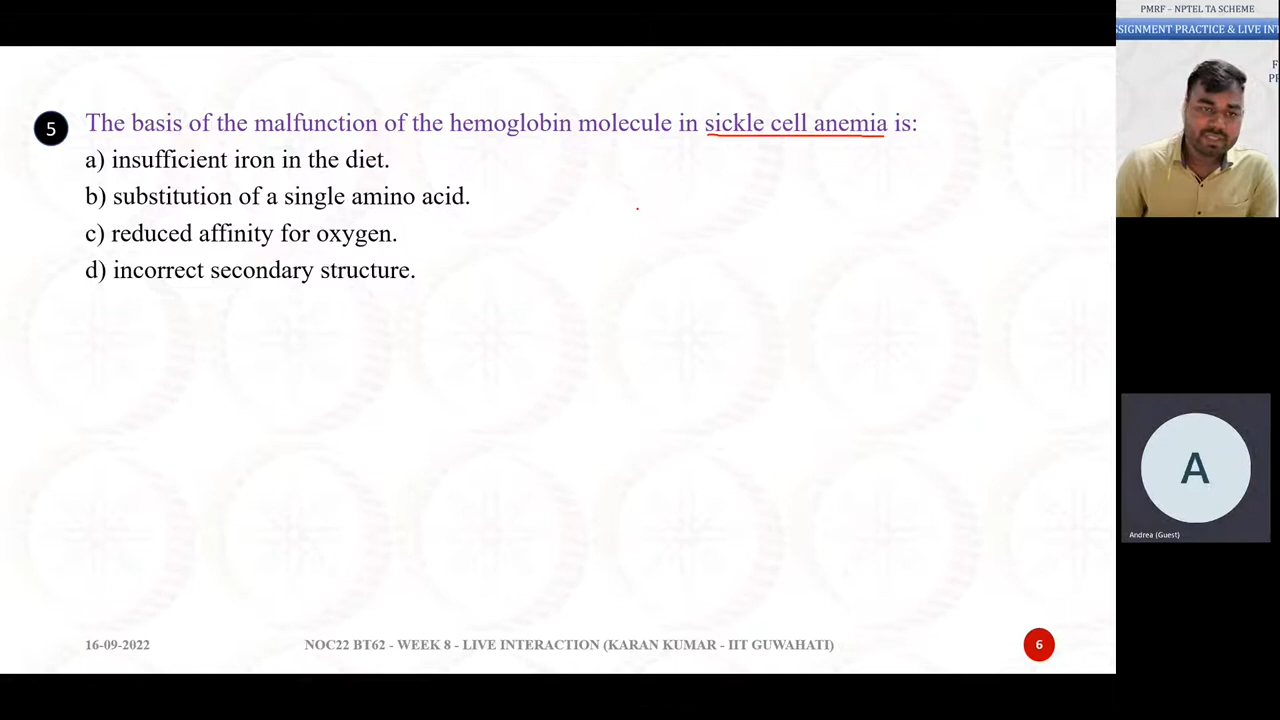 PMRF – NPTEL TA SCHEME
SSIGNMENT PRACTICE & LIVE INT
F
PR
5
The basis of the malfunction of the hemoglobin molecule in sickle cell anemia is:
a) insufficient iron in the diet.
b) substitution of a single amino acid.
c) reduced affinity for oxygen.
d) incorrect secondary structure.
A
Andrea (Guest)
16-09-2022
NOC22 BT62 - WEEK 8 - LIVE INTERACTION (KARAN KUMAR - IIT GUWAHATI)
6